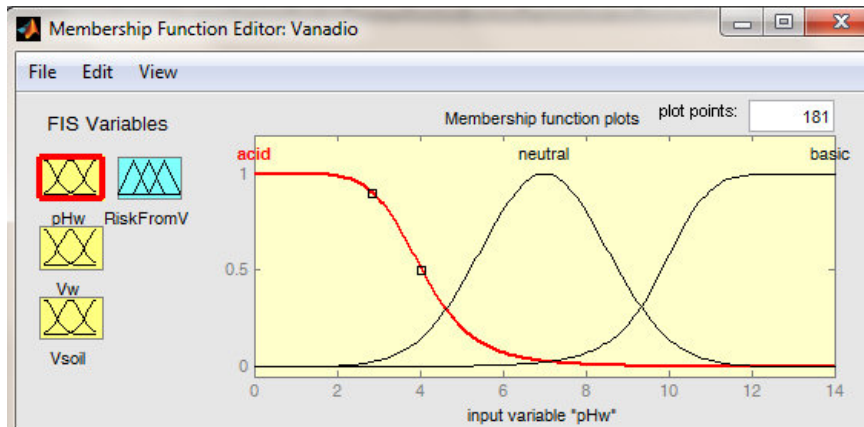 Membership Function Editor: Vanadio
File Edit View
FIS Variables
Membership function plots
plot points:
181
acid
neutral
basic
pHw
RiskFromV
Vw
Vsoil
1
0.5
0
0 2 4 6 8 10 12 14
input variable "pHw"